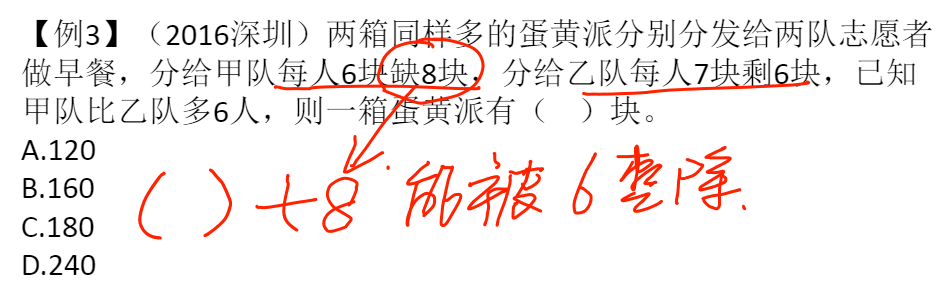 【例3】（2016深圳）两箱同样多的蛋黄派分别分发给两队志愿者
做早餐，分给甲队每人6块缺8块，分给乙队每人7块剩6块，已知
甲队比乙队多6人，则一箱蛋黄派有（ ）块。
A.120
B.160
C.180
D.240
( )+8 能被6整除.